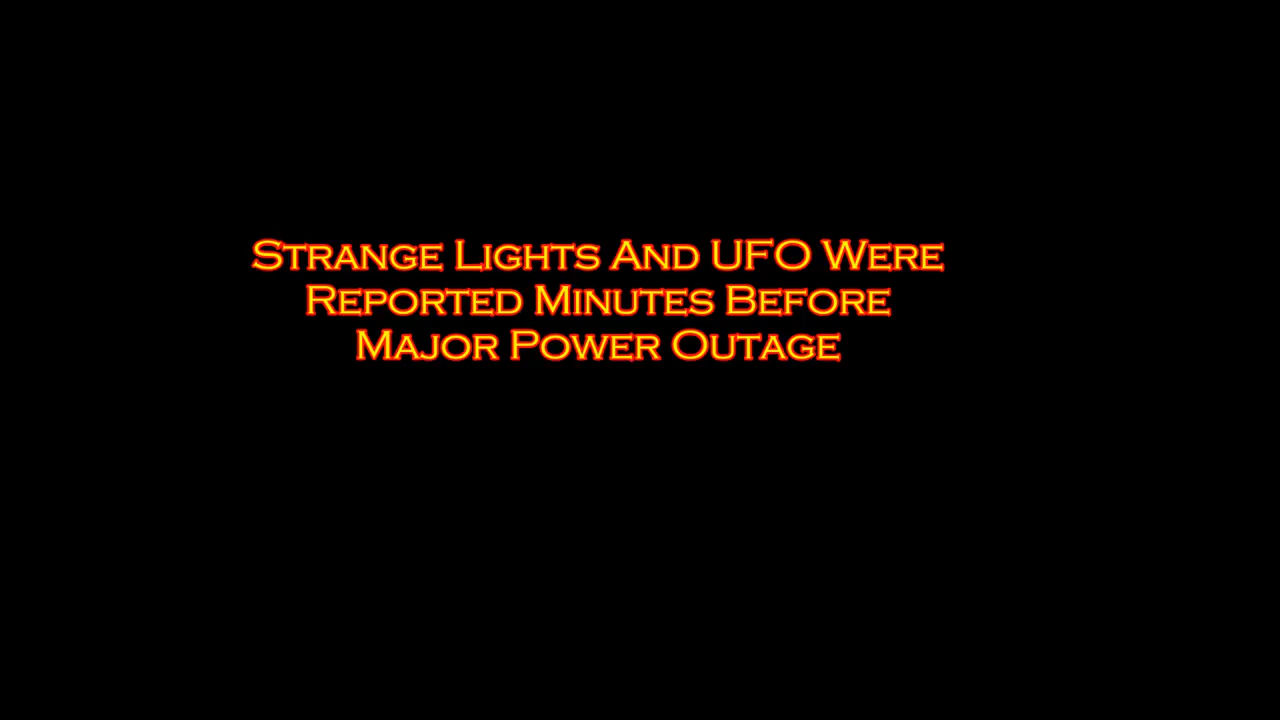 Strange Lights And UFO Were
Reported Minutes Before
Major Power Outage